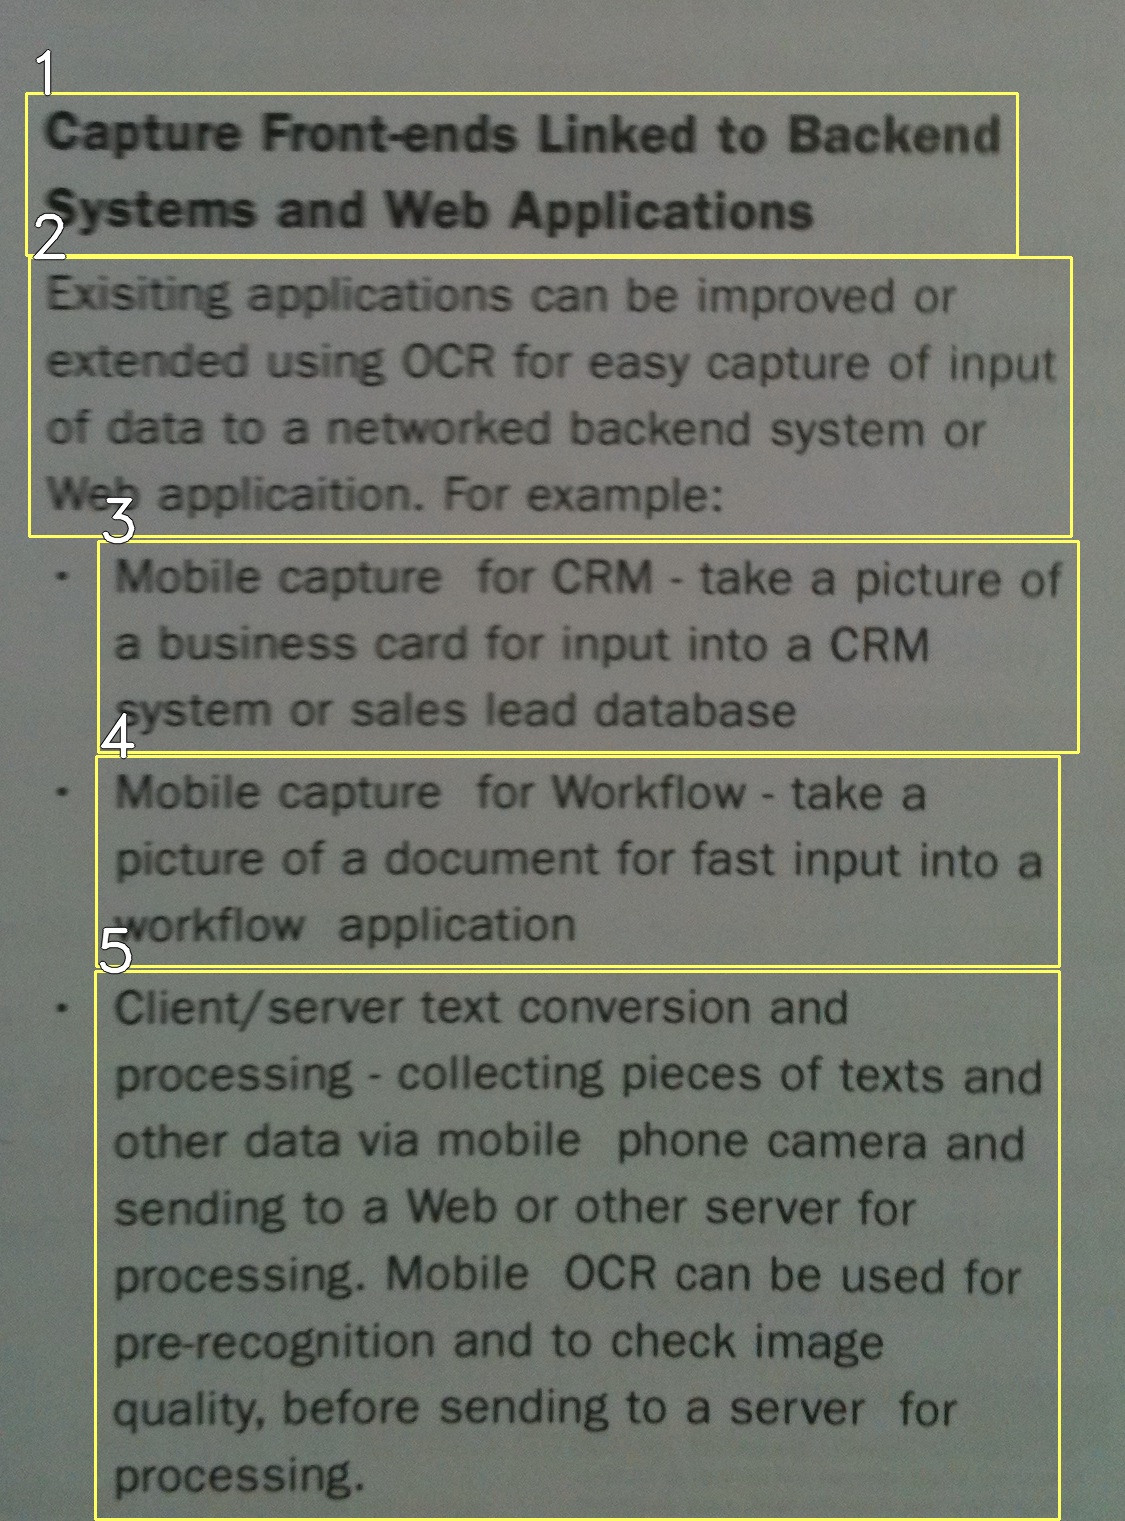 1
Capture Front-ends Linked to Backend
Systems and Web Applications
2
Exisiting applications can be improved or
extended using OCR for easy capture of input
of data to a networked backend system or
Web applicaition. For example:
3
• Mobile capture for CRM - take a picture of
a business card for input into a CRM
system or sales lead database
4
• Mobile capture for Workflow - take a
picture of a document for fast input into a
workflow application
5
• Client/server text conversion and
processing - collecting pieces of texts and
other data via mobile phone camera and
sending to a Web or other server for
processing. Mobile OCR can be used for
pre-recognition and to check image
quality, before sending to a server for
processing.